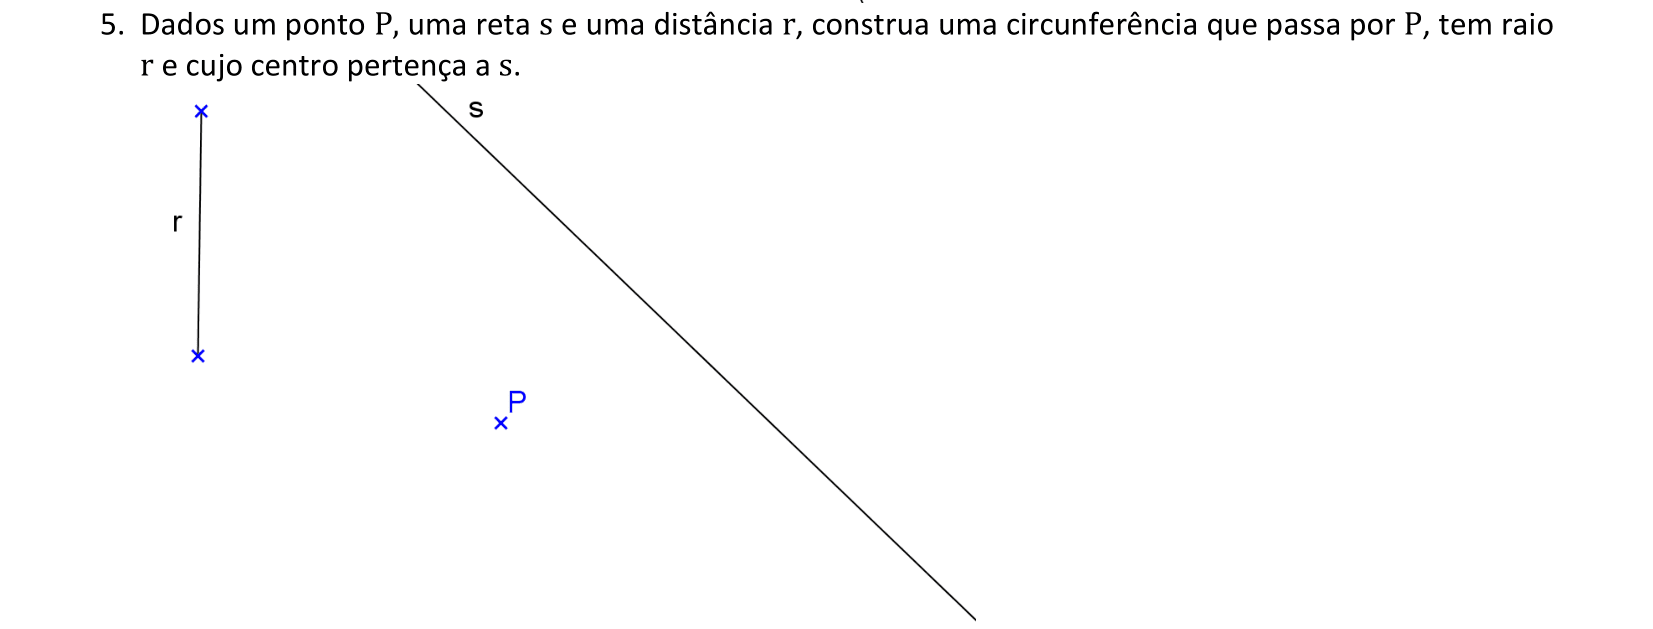 5. Dados um ponto P, uma reta s e uma distância r, construa uma circunferência que passa por P, tem raio
r e cujo centro pertença a s.
s
r
P